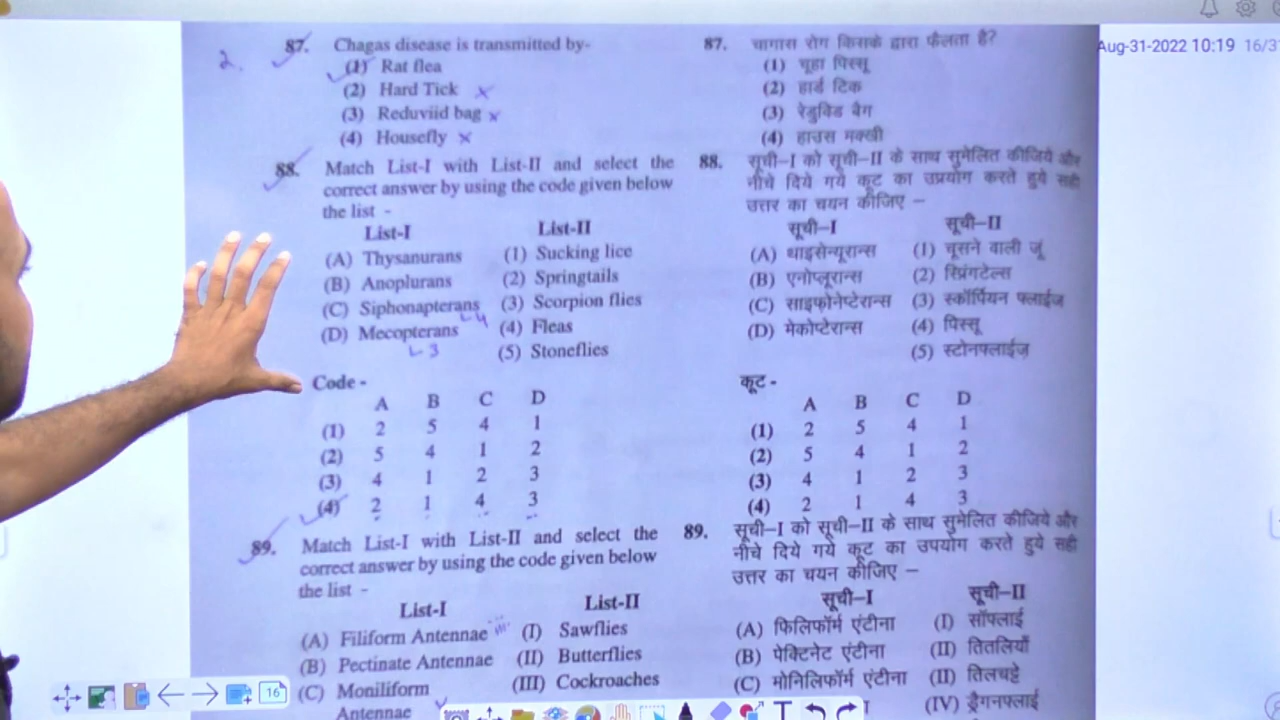 Aug-31-2022 10:19 16/3
2.
87. Chagas disease is transmitted by-
(1) Rat flea
(2) Hard Tick x
(3) Reduviid bag x
(4) Housefly x
88. Match List-I with List-II and select the
correct answer by using the code given below
the list -
List-I List-II
(A) Thysanurans (1) Sucking lice
(B) Anoplurans (2) Springtails
(C) Siphonapterans (3) Scorpion flies
4
(D) Mecopterans (4) Fleas
3
(5) Stoneflies
Code -
A B C D
(1) 2 5 4 1
(2) 5 4 1 2
(3) 4 1 2 3
(4) 2 1 4 3
89. Match List-I with List-II and select the
correct answer by using the code given below
the list -
List-I List-II
(A) Filiform Antennae (I) Sawflies
(B) Pectinate Antennae (II) Butterflies
(C) Moniliform (III) Cockroaches
Antennae
87. चागास रोग किसके द्वारा फैलता है?
(1) चूहा पिस्सू
(2) हार्ड टिक
(3) रेडुविड बैग
(4) हाउस मक्खी
88. सूची-I को सूची-II के साथ सुमेलित कीजिये और
नीचे दिये गये कूट का उप्रयोग करते हुये सही
उत्तर का चयन कीजिए –
सूची-I सूची-II
(A) थाइसेन्यूरान्स (1) चूसने वाली जूं
(B) एनोप्लूरान्स (2) स्प्रिंगटेल्स
(C) साइफोनेप्टेरान्स (3) स्कॉर्पियन फ्लाईज
(D) मेकोप्टेरान्स (4) पिस्सू
(5) स्टोनफ्लाईज़
कूट -
A B C D
(1) 2 5 4 1
(2) 5 4 1 2
(3) 4 1 2 3
(4) 2 1 4 3
89. सूची-I को सूची-II के साथ सुमेलित कीजिये और
नीचे दिये गये कूट का उपयोग करते हुये सही
उत्तर का चयन कीजिए –
सूची-I सूची-II
(A) फिलिफॉर्म एंटीना (I) सॉफ्लाई
(B) पेक्टिनेट एंटीना (II) तितलियाँ
(C) मोनिलिफॉर्म एंटीना (II) तिलचट्टे
(IV) ड्रैगनफ्लाई
16
T